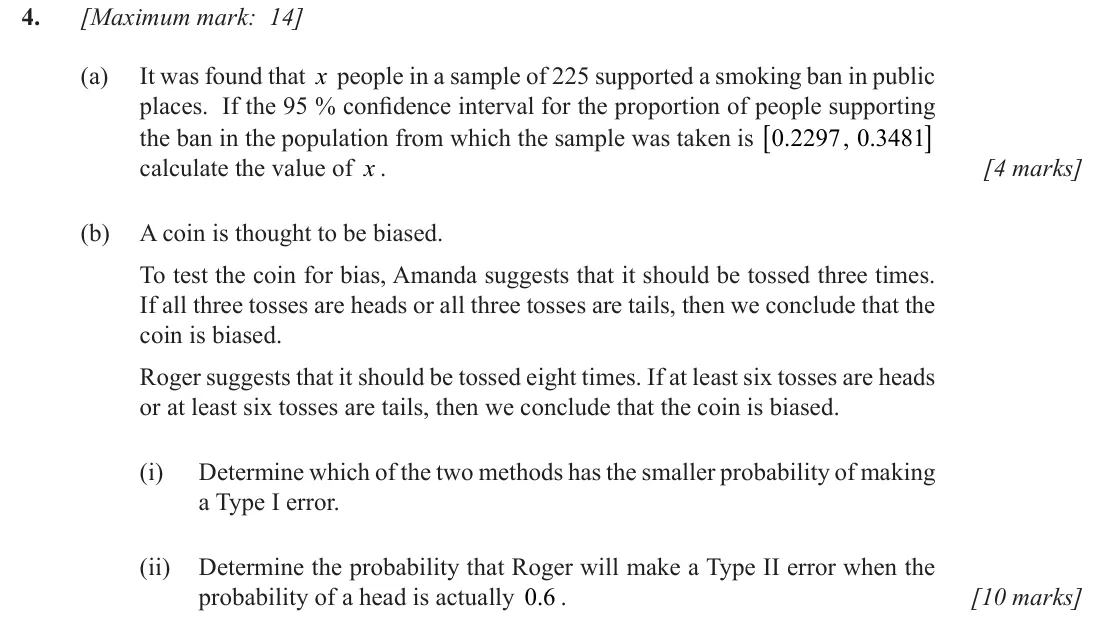 4. [Maximum mark: 14]
(a) It was found that x people in a sample of 225 supported a smoking ban in public
places. If the 95 % confidence interval for the proportion of people supporting
the ban in the population from which the sample was taken is [0.2297, 0.3481]
calculate the value of x. [4 marks]
(b) A coin is thought to be biased.
To test the coin for bias, Amanda suggests that it should be tossed three times.
If all three tosses are heads or all three tosses are tails, then we conclude that the
coin is biased.
Roger suggests that it should be tossed eight times. If at least six tosses are heads
or at least six tosses are tails, then we conclude that the coin is biased.
(i) Determine which of the two methods has the smaller probability of making
a Type I error.
(ii) Determine the probability that Roger will make a Type II error when the
probability of a head is actually 0.6. [10 marks]